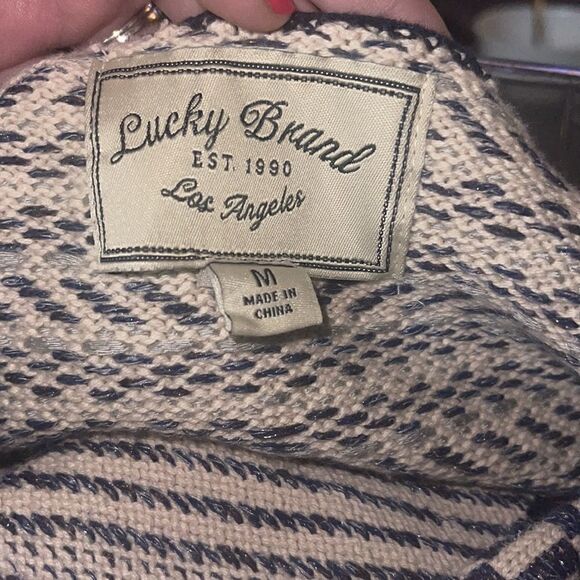 Lucky Brand
EST. 1990
Los Angeles
M
MADE IN
CHINA